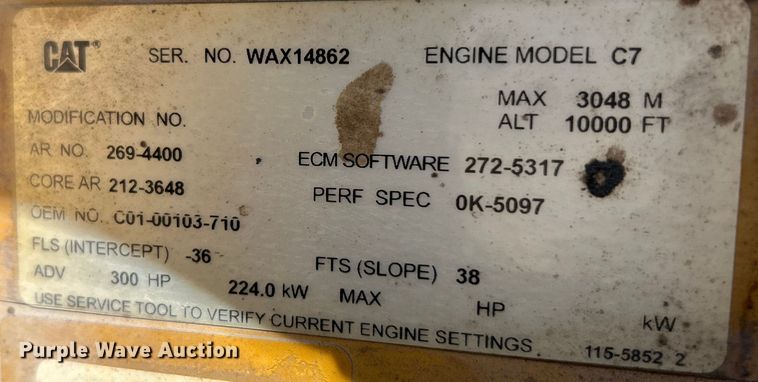 CAT® SER. NO. WAX14862 ENGINE MODEL C7
MAX 3048 M
ALT 10000 FT
MODIFICATION NO.
AR NO. 269-4400 ECM SOFTWARE 272-5317
CORE AR 212-3648 PERF SPEC 0K-5097
OEM NO. C01-00103-710
FLS (INTERCEPT) -36 FTS (SLOPE) 38
ADV 300 HP 224.0 kW MAX HP kW
USE SERVICE TOOL TO VERIFY CURRENT ENGINE SETTINGS. 115-5852 2
Purple Wave Auction